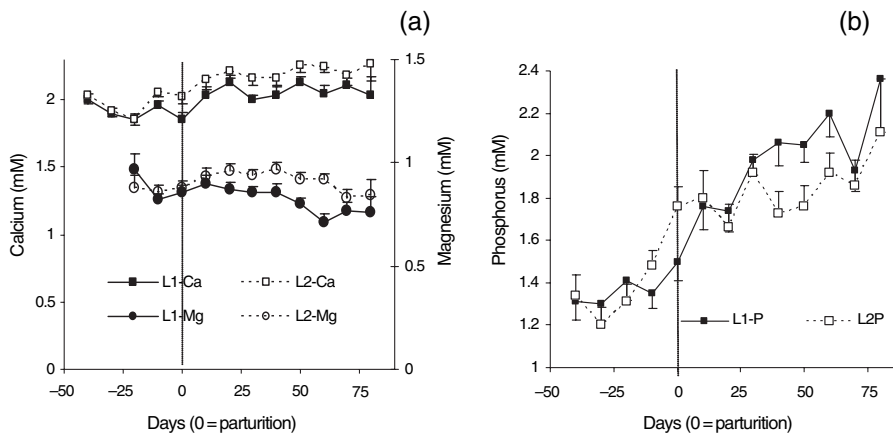 (a)
2
1.5
1
0.5
0
Calcium (mM)
1.5
1
0.5
0
Magnesium (mM)
L1-Ca L2-Ca
L1-Mg L2-Mg
–50 –25 0 25 50 75
Days (0 = parturition)
(b)
2.4
2.2
2
1.8
1.6
1.4
1.2
1
Phosphorus (mM)
L1-P L2P
–50 –25 0 25 50 75
Days (0 = parturition)